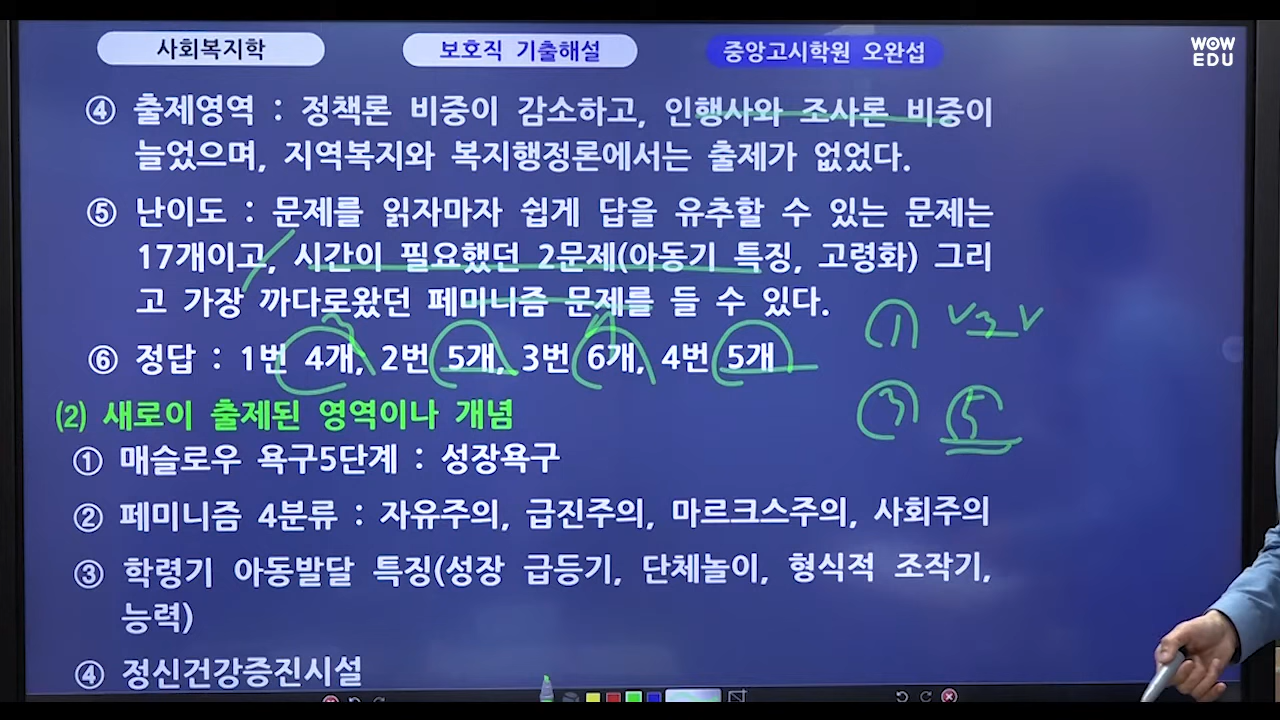 사회복지학
보호직 기출해설
중앙고시학원 오완섭
WOW
EDU
④ 출제영역 : 정책론 비중이 감소하고, 인행사와 조사론 비중이
늘었으며, 지역복지와 복지행정론에서는 출제가 없었다.
⑤ 난이도 : 문제를 읽자마자 쉽게 답을 유추할 수 있는 문제는
17개이고, 시간이 필요했던 2문제(아동기 특징, 고령화) 그리
고 가장 까다로왔던 페미니즘 문제를 들 수 있다.
① 3
⑥ 정답 : 1번 4개, 2번 5개, 3번 6개, 4번 5개
③ 5
⑵ 새로이 출제된 영역이나 개념
① 매슬로우 욕구5단계 : 성장욕구
② 페미니즘 4분류 : 자유주의, 급진주의, 마르크스주의, 사회주의
③ 학령기 아동발달 특징(성장 급등기, 단체놀이, 형식적 조작기,
능력)
④ 정신건강증진시설